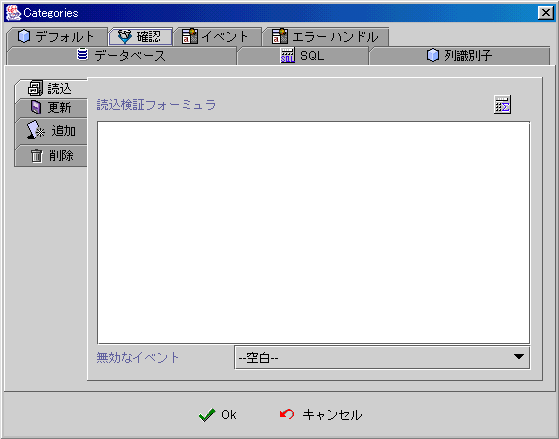 Categories
デフォルト 確認 イベント エラー ハンドル
データベース SQL 列識別子
読込
更新
追加
削除
読込検証フォーミュラ
無効なイベント --空白--
Ok キャンセル